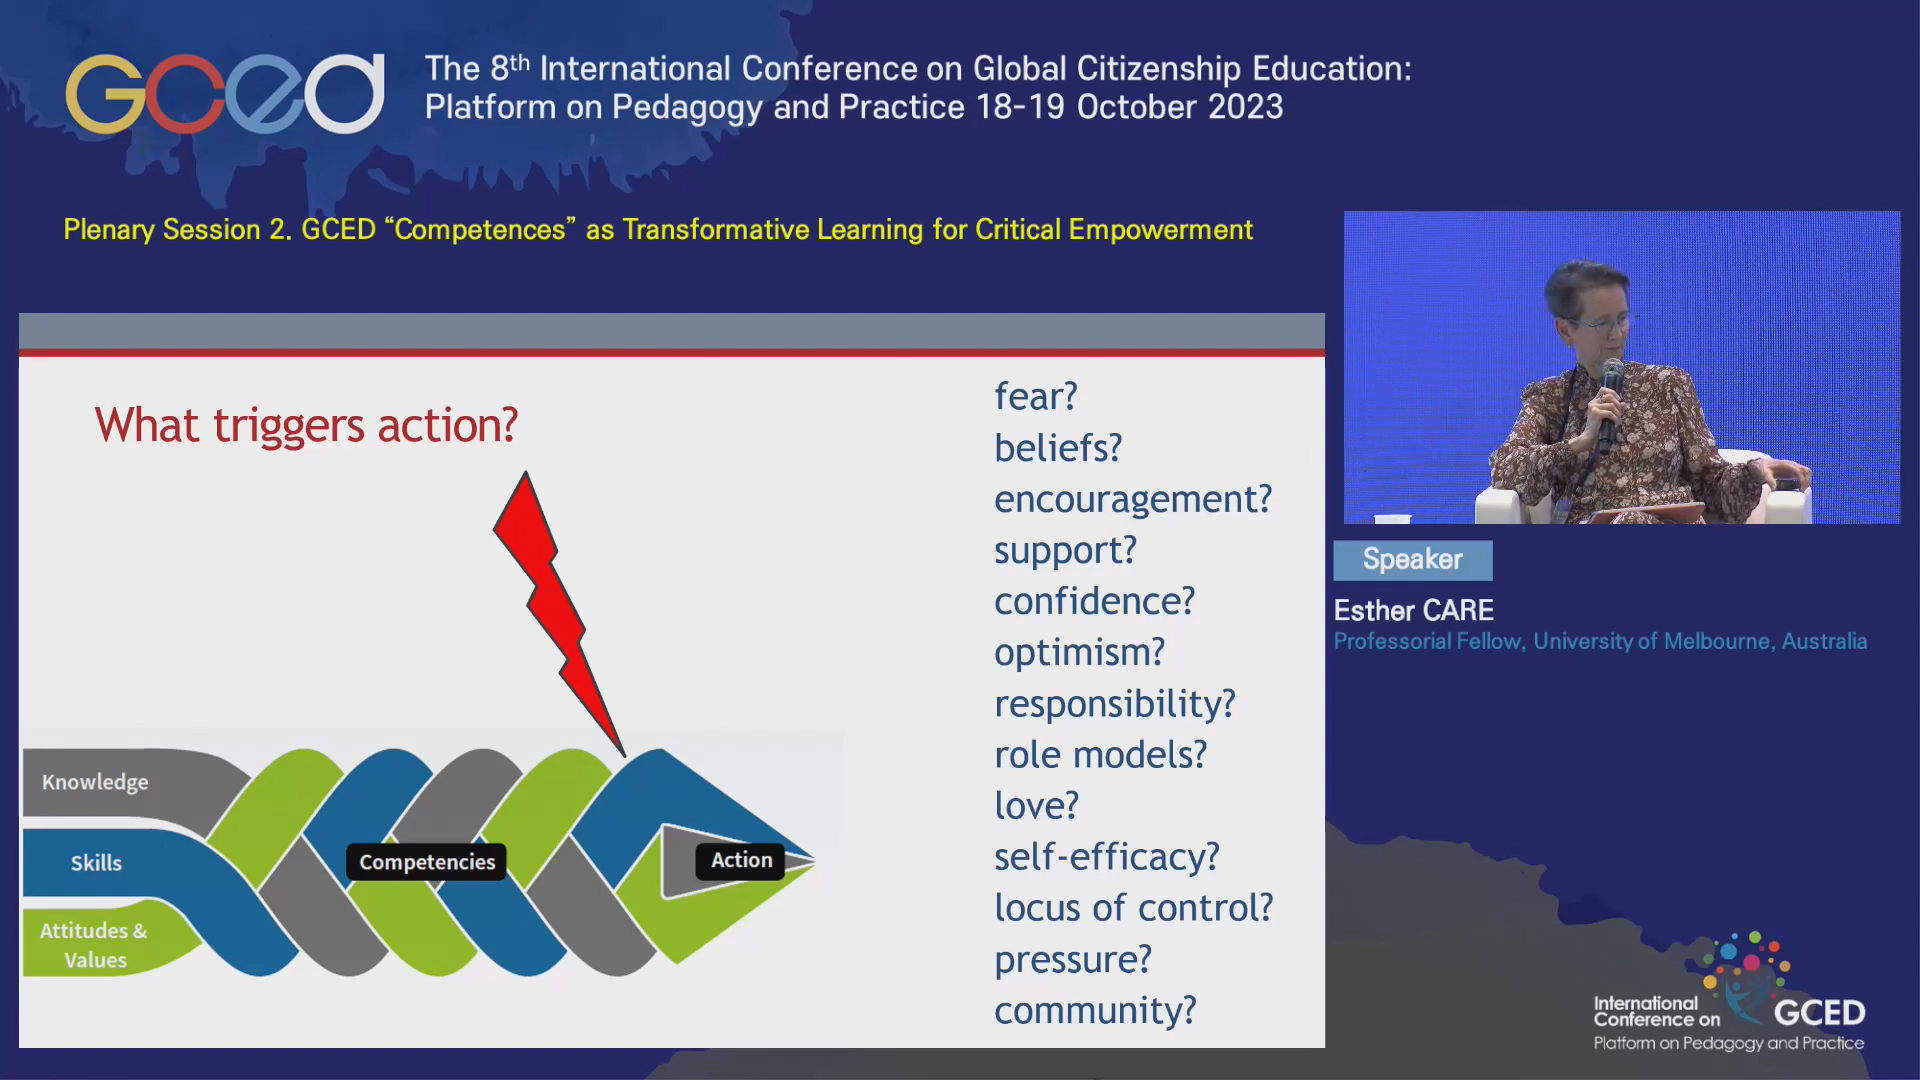 GCED
The 8th International Conference on Global Citizenship Education:
Platform on Pedagogy and Practice 18-19 October 2023
Plenary Session 2. GCED “Competences” as Transformative Learning for Critical Empowerment
What triggers action?
Knowledge
Skills
Attitudes &
Values
Competencies
Action
fear?
beliefs?
encouragement?
support?
confidence?
optimism?
responsibility?
role models?
love?
self-efficacy?
locus of control?
pressure?
community?
Speaker
Esther CARE
Professorial Fellow, University of Melbourne, Australia
International
Conference on GCED
Platform on Pedagogy and Practice